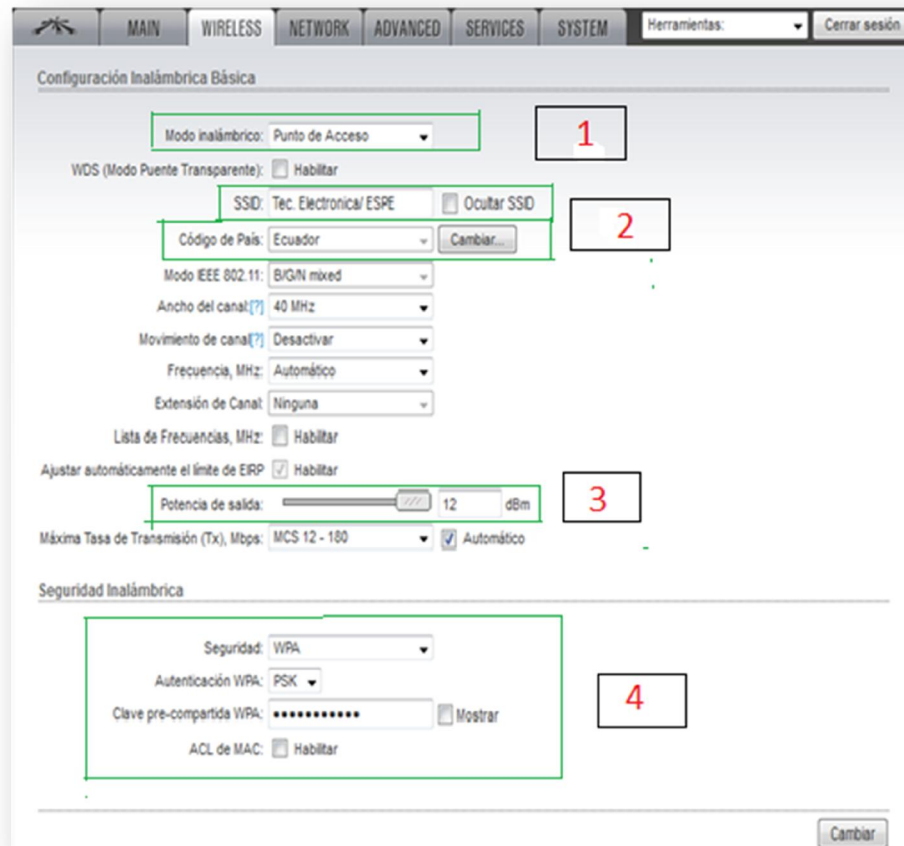 MAIN WIRELESS NETWORK ADVANCED SERVICES SYSTEM Herramientas: Cerrar sesión
Configuración Inalámbrica Básica
Modo inalámbrico: Punto de Acceso
1
WDS (Modo Puente Transparente): Habilitar
SSID: Tec. Electronica/ ESPE Ocultar SSID
2
Código de País: Ecuador Cambiar...
Modo IEEE 802.11: B/G/N mixed
Ancho del canal:[?] 40 MHz
Movimiento de canal[?] Desactivar
Frecuencia, MHz: Automático
Extensión de Canal: Ninguna
Lista de Frecuencias, MHz: Habilitar
Ajustar automáticamente el límite de EIRP Habilitar
Potencia de salida: 12 dBm
3
Máxima Tasa de Transmisión (Tx), Mbps: MCS 12 - 180 Automático
Seguridad Inalámbrica
Seguridad: WPA
Autenticación WPA: PSK
4
Clave pre-compartida WPA: ••••••••••• Mostrar
ACL de MAC: Habilitar
Cambiar